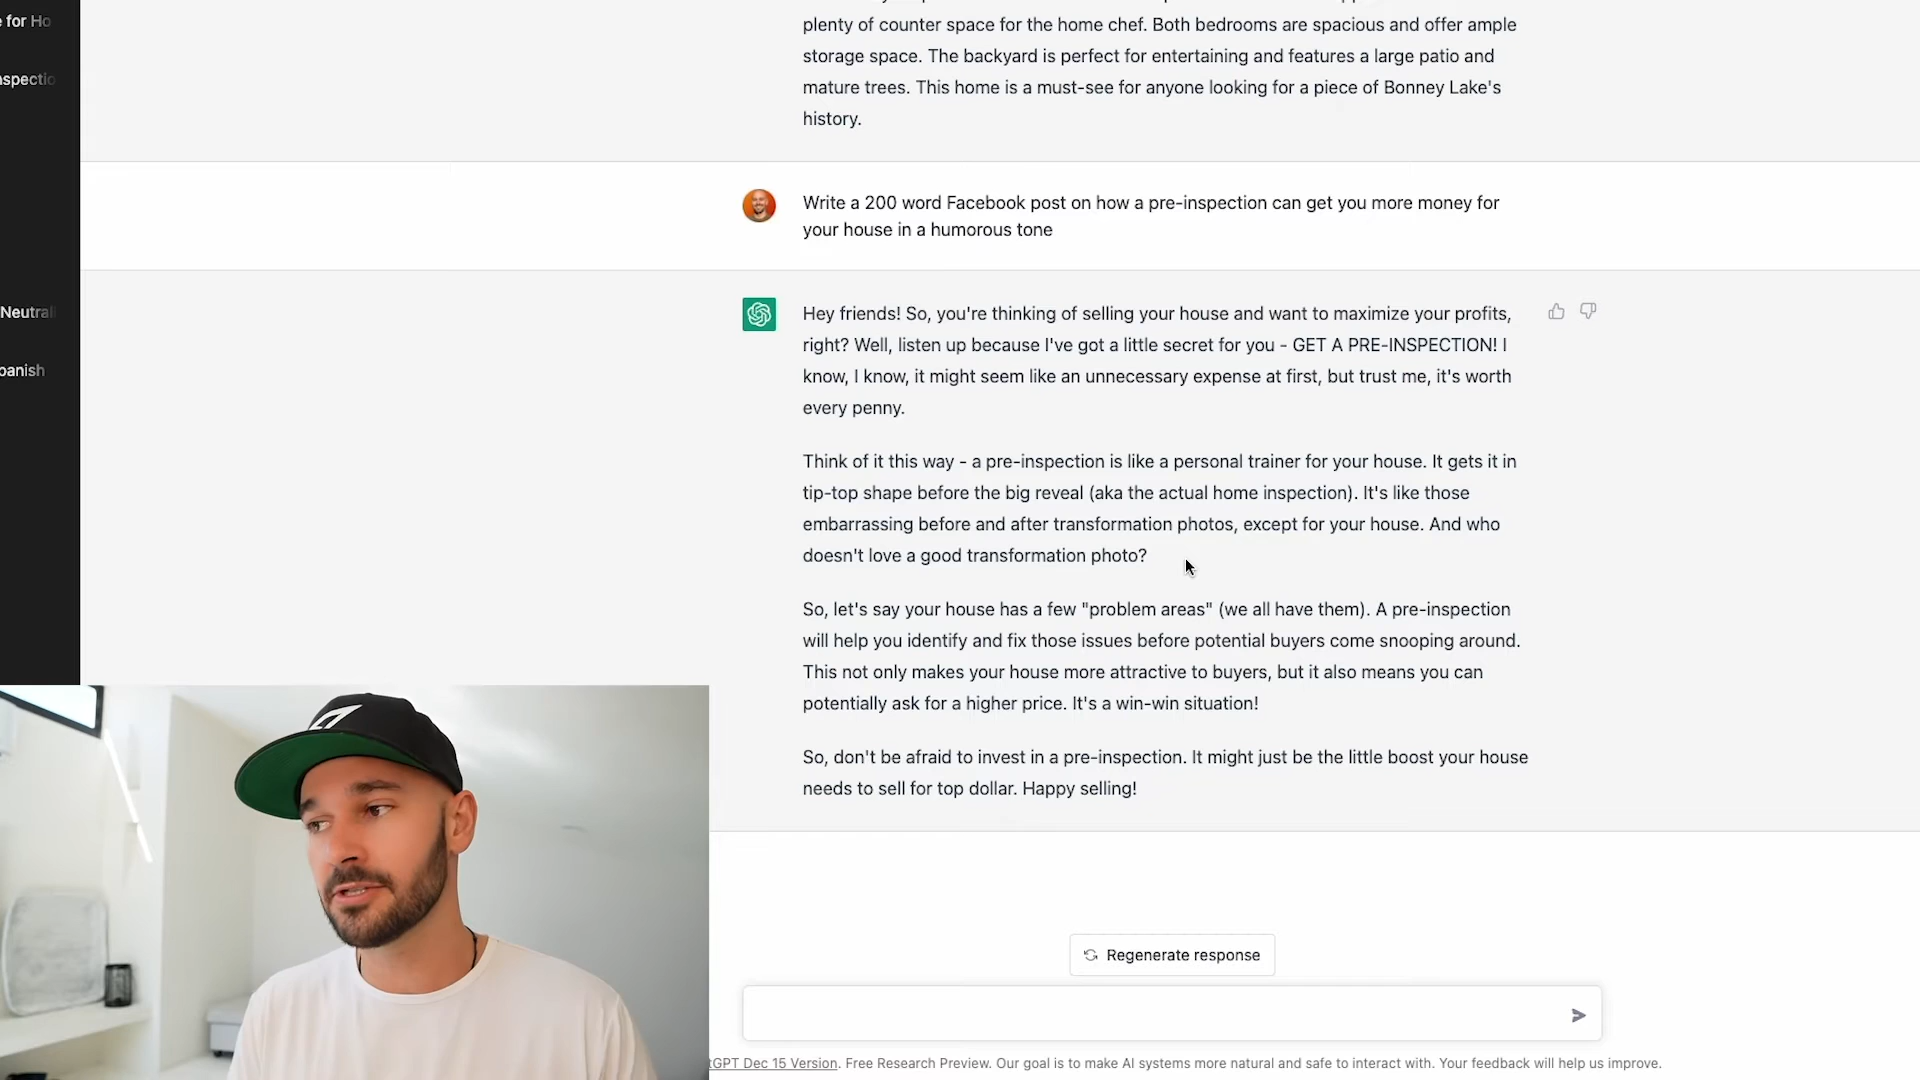 e for Ho
nspectio
Neutral
panish
plenty of counter space for the home chef. Both bedrooms are spacious and offer ample
storage space. The backyard is perfect for entertaining and features a large patio and
mature trees. This home is a must-see for anyone looking for a piece of Bonney Lake's
history.
Write a 200 word Facebook post on how a pre-inspection can get you more money for
your house in a humorous tone
Hey friends! So, you're thinking of selling your house and want to maximize your profits,
right? Well, listen up because I've got a little secret for you - GET A PRE-INSPECTION! I
know, I know, it might seem like an unnecessary expense at first, but trust me, it's worth
every penny.
Think of it this way - a pre-inspection is like a personal trainer for your house. It gets it in
tip-top shape before the big reveal (aka the actual home inspection). It's like those
embarrassing before and after transformation photos, except for your house. And who
doesn't love a good transformation photo?
So, let's say your house has a few "problem areas" (we all have them). A pre-inspection
will help you identify and fix those issues before potential buyers come snooping around.
This not only makes your house more attractive to buyers, but it also means you can
potentially ask for a higher price. It's a win-win situation!
So, don't be afraid to invest in a pre-inspection. It might just be the little boost your house
needs to sell for top dollar. Happy selling!
Regenerate response
tGPT Dec 15 Version. Free Research Preview. Our goal is to make AI systems more natural and safe to interact with. Your feedback will help us improve.